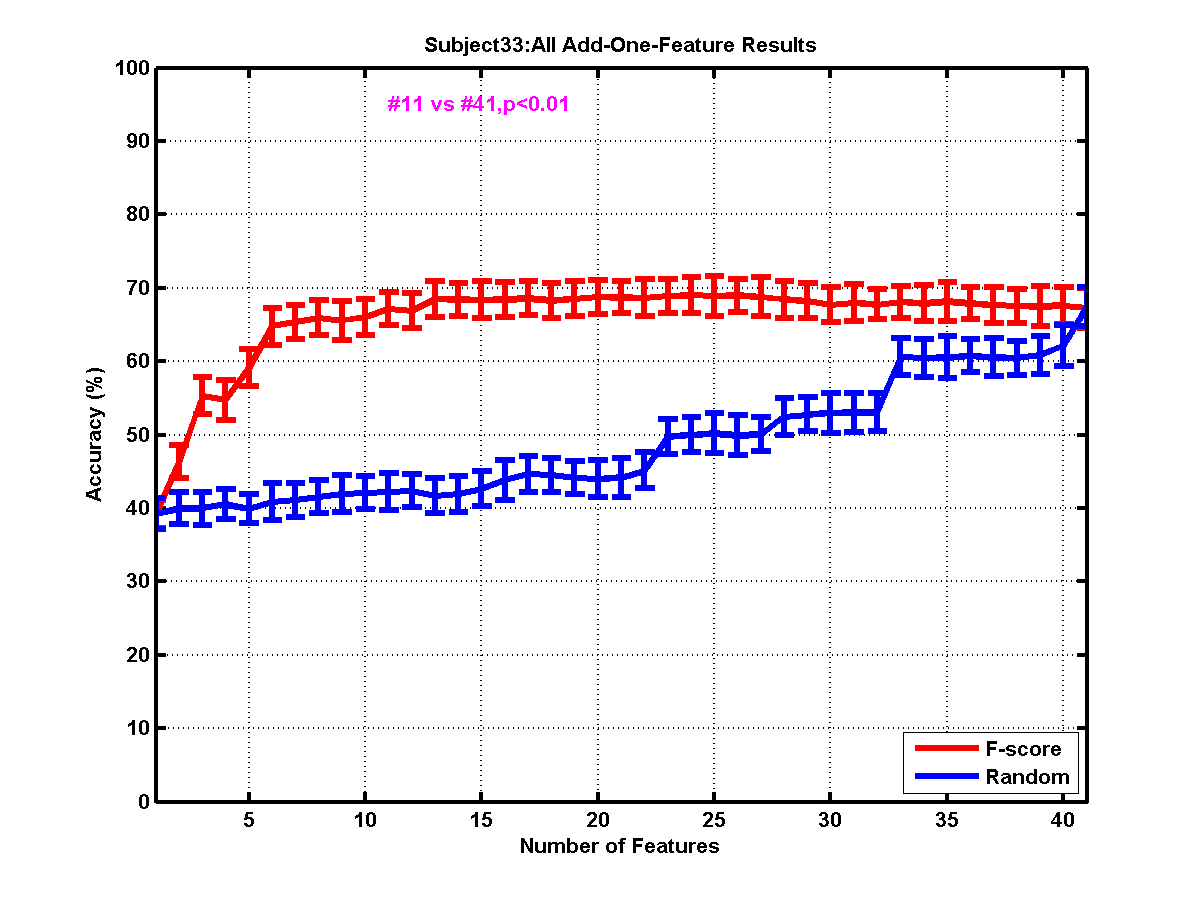 Subject33:All Add-One-Feature Results
#11 vs #41,p<0.01
100
90
80
70
60
50
40
30
20
10
0
Accuracy (%)
5 10 15 20 25 30 35 40
Number of Features
F-score
Random